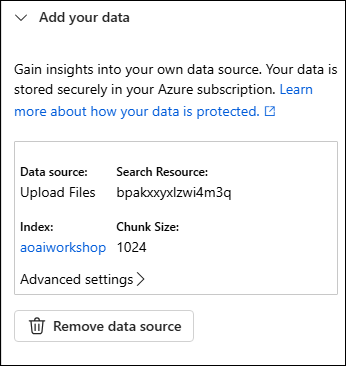 Add your data
Gain insights into your own data source. Your data is
stored securely in your Azure subscription. Learn
more about how your data is protected.
Data source: Search Resource:
Upload Files bpakxxyxlzwi4m3q
Index: Chunk Size:
aoaiworkshop 1024
Advanced settings
Remove data source